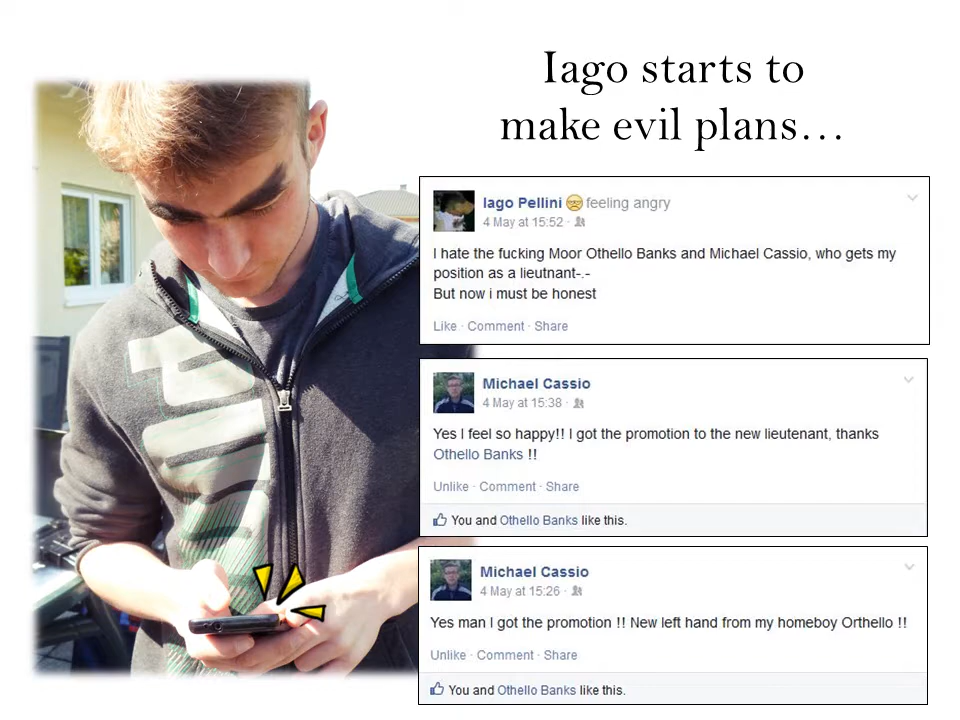 Iago starts to
make evil plans…
Iago Pellini feeling angry
4 May at 15:52 ·
I hate the fucking Moor Othello Banks and Michael Cassio, who gets my
position as a lieutnant-.-
But now i must be honest
Like · Comment · Share
Michael Cassio
4 May at 15:38 ·
Yes I feel so happy!! I got the promotion to the new lieutenant, thanks
Othello Banks !!
Unlike · Comment · Share
You and Othello Banks like this.
Michael Cassio
4 May at 15:26 ·
Yes man I got the promotion !! New left hand from my homeboy Orthello !!
Unlike · Comment · Share
You and Othello Banks like this.